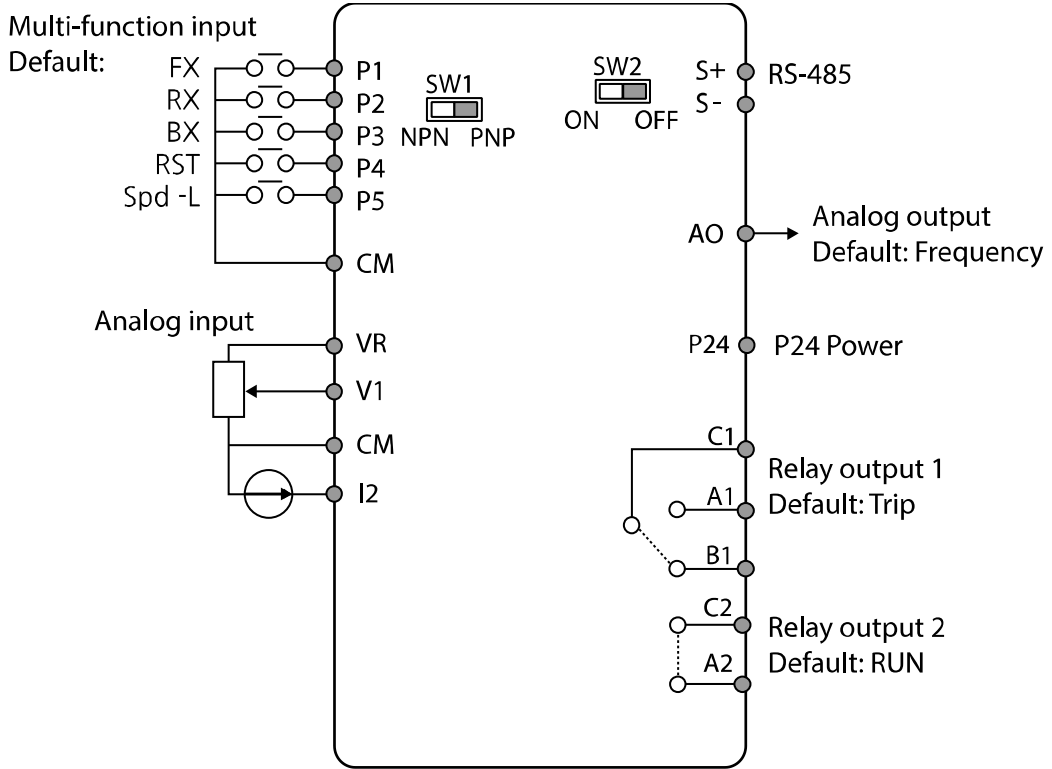 Multi-function input
Default:
FX
RX
BX
RST
Spd -L
P1
P2
P3
P4
P5
CM
SW1
NPN PNP
SW2
ON OFF
S+
S-
RS-485
AO
Analog output
Default: Frequency
Analog input
VR
V1
CM
I2
P24
P24 Power
C1
A1
B1
Relay output 1
Default: Trip
C2
A2
Relay output 2
Default: RUN